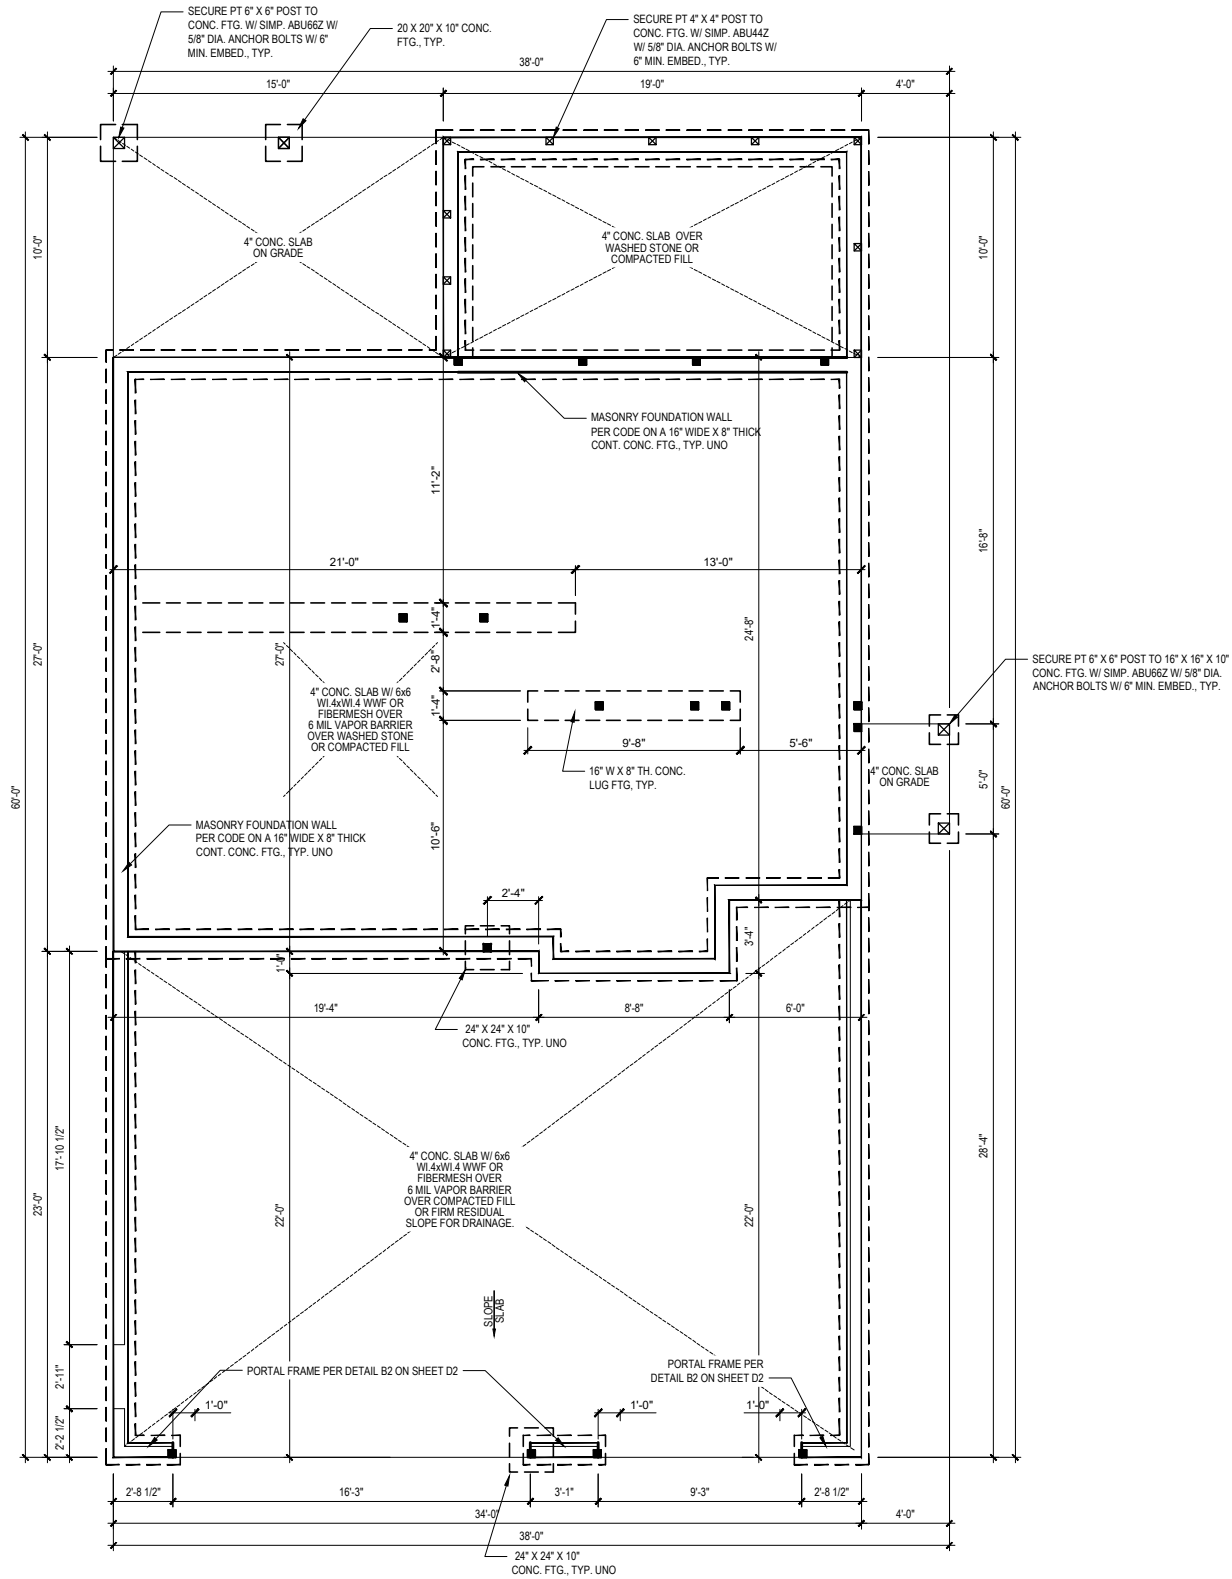 SECURE PT 6" X 6" POST TO
CONC. FTG. W/ SIMP. ABU66Z W/
5/8" DIA. ANCHOR BOLTS W/ 6"
MIN. EMBED., TYP.
20 X 20" X 10" CONC.
FTG., TYP.
SECURE PT 4" X 4" POST TO
CONC. FTG. W/ SIMP. ABU44Z
W/ 5/8" DIA. ANCHOR BOLTS W/
6" MIN. EMBED., TYP.
38'-0"
15'-0"
19'-0"
4'-0"
10'-0"
4" CONC. SLAB
ON GRADE
4" CONC. SLAB OVER
WASHED STONE OR
COMPACTED FILL
10'-0"
MASONRY FOUNDATION WALL
PER CODE ON A 16" WIDE X 8" THICK
CONT. CONC. FTG., TYP. UNO
11'-2"
16'-8"
21'-0"
13'-0"
1'-4"
24'-8"
27'-0"
27'-0"
2'-8"
SECURE PT 6" X 6" POST TO 16" X 16" X 10"
CONC. FTG. W/ SIMP. ABU66Z W/ 5/8" DIA.
ANCHOR BOLTS W/ 6" MIN. EMBED., TYP.
4" CONC. SLAB W/ 6x6
WI.4xWI.4 WWF OR
FIBERMESH OVER
6 MIL VAPOR BARRIER
OVER WASHED STONE
OR COMPACTED FILL
1'-4"
9'-8"
5'-6"
16" W X 8" TH. CONC.
LUG FTG, TYP.
4" CONC. SLAB
ON GRADE
5'-0"
60'-0"
60'-0"
MASONRY FOUNDATION WALL
PER CODE ON A 16" WIDE X 8" THICK
CONT. CONC. FTG., TYP. UNO
10'-6"
2'-4"
3'-4"
1'-0"
19'-4"
8'-8"
6'-0"
24" X 24" X 10"
CONC. FTG., TYP. UNO
17'-10 1/2"
28'-4"
4" CONC. SLAB W/ 6x6
WI.4xWI.4 WWF OR
FIBERMESH OVER
6 MIL VAPOR BARRIER
OVER COMPACTED FILL
OR FIRM RESIDUAL
SLOPE FOR DRAINAGE.
23'-0"
22'-0"
22'-0"
SLOPE
SLAB
PORTAL FRAME PER DETAIL B2 ON SHEET D2
PORTAL FRAME PER
DETAIL B2 ON SHEET D2
2'-11"
1'-0"
1'-0"
1'-0"
2'-2 1/2"
2'-8 1/2"
16'-3"
3'-1"
9'-3"
2'-8 1/2"
34'-0"
4'-0"
38'-0"
24" X 24" X 10"
CONC. FTG., TYP. UNO